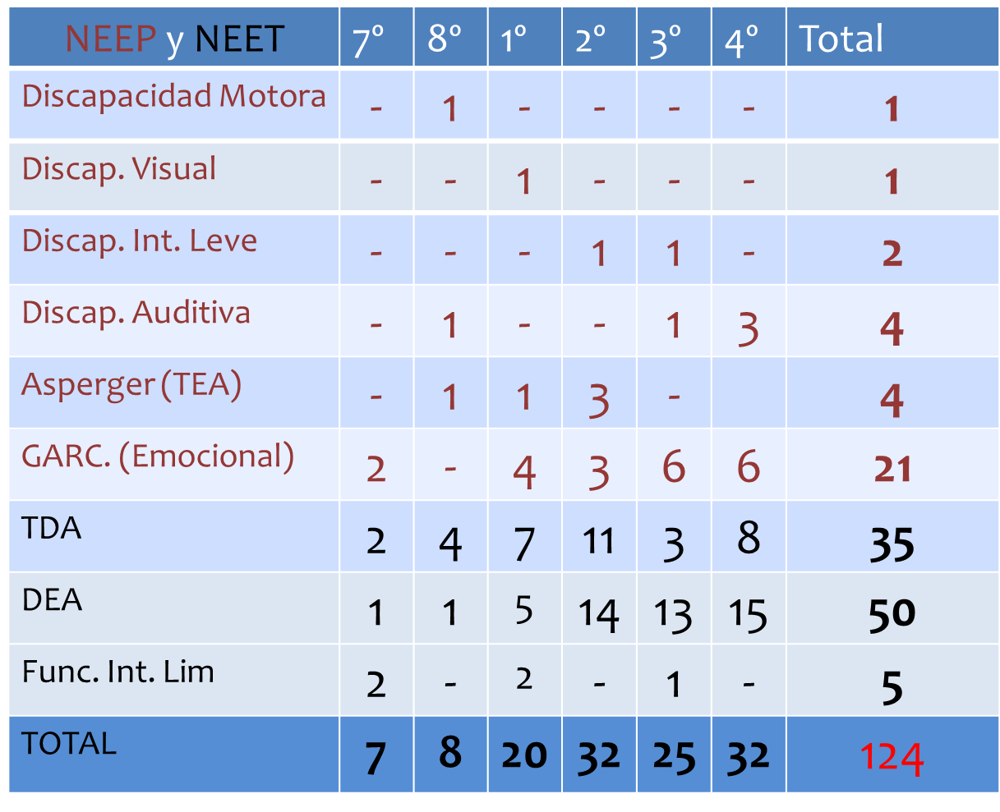 NEEP y NEET 7º 8º 1º 2º 3º 4º Total
Discapacidad Motora - 1 - - - - 1
Discap. Visual - - 1 - - - 1
Discap. Int. Leve - - - 1 1 - 2
Discap. Auditiva - 1 - - 1 3 4
Asperger (TEA) - 1 1 3 - 4
GARC. (Emocional) 2 - 4 3 6 6 21
TDA 2 4 7 11 3 8 35
DEA 1 1 5 14 13 15 50
Func. Int. Lim 2 - 2 - 1 - 5
TOTAL 7 8 20 32 25 32 124